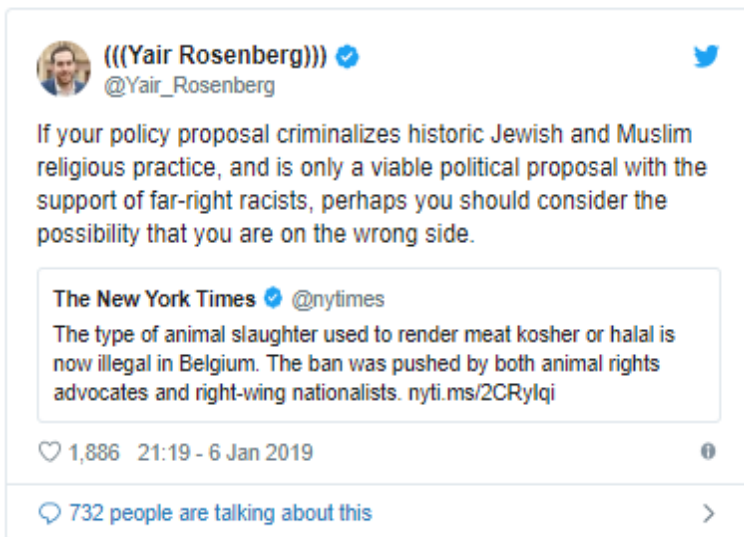 (((Yair Rosenberg)))
@Yair_Rosenberg
If your policy proposal criminalizes historic Jewish and Muslim
religious practice, and is only a viable political proposal with the
support of far-right racists, perhaps you should consider the
possibility that you are on the wrong side.
The New York Times @nytimes
The type of animal slaughter used to render meat kosher or halal is
now illegal in Belgium. The ban was pushed by both animal rights
advocates and right-wing nationalists. nyti.ms/2CRylqi
1,886 21:19 - 6 Jan 2019
732 people are talking about this